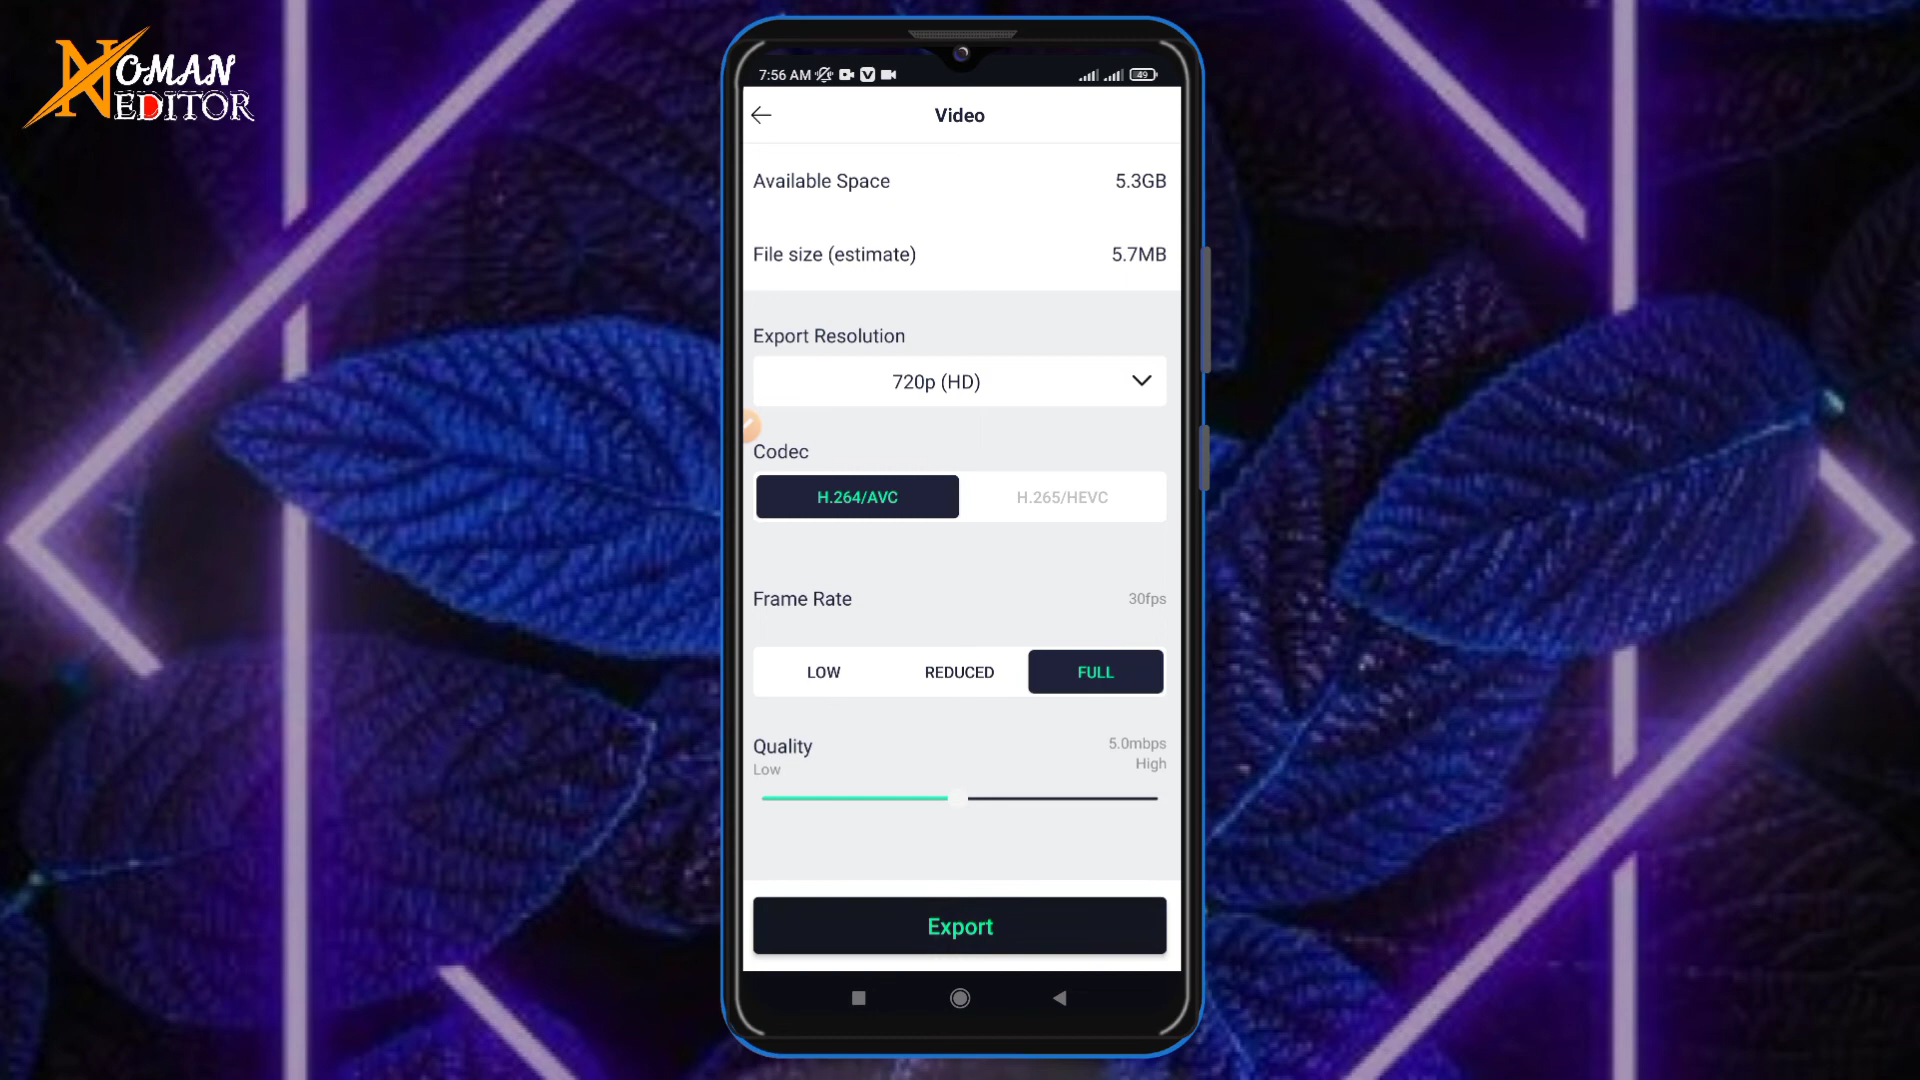 NOMAN
EDITOR
7:56 AM
49
Video
Available Space 5.3GB
File size (estimate) 5.7MB
Export Resolution
720p (HD)
Codec
H.264/AVC H.265/HEVC
Frame Rate 30fps
LOW REDUCED FULL
Quality 5.0mbps
Low High
Export